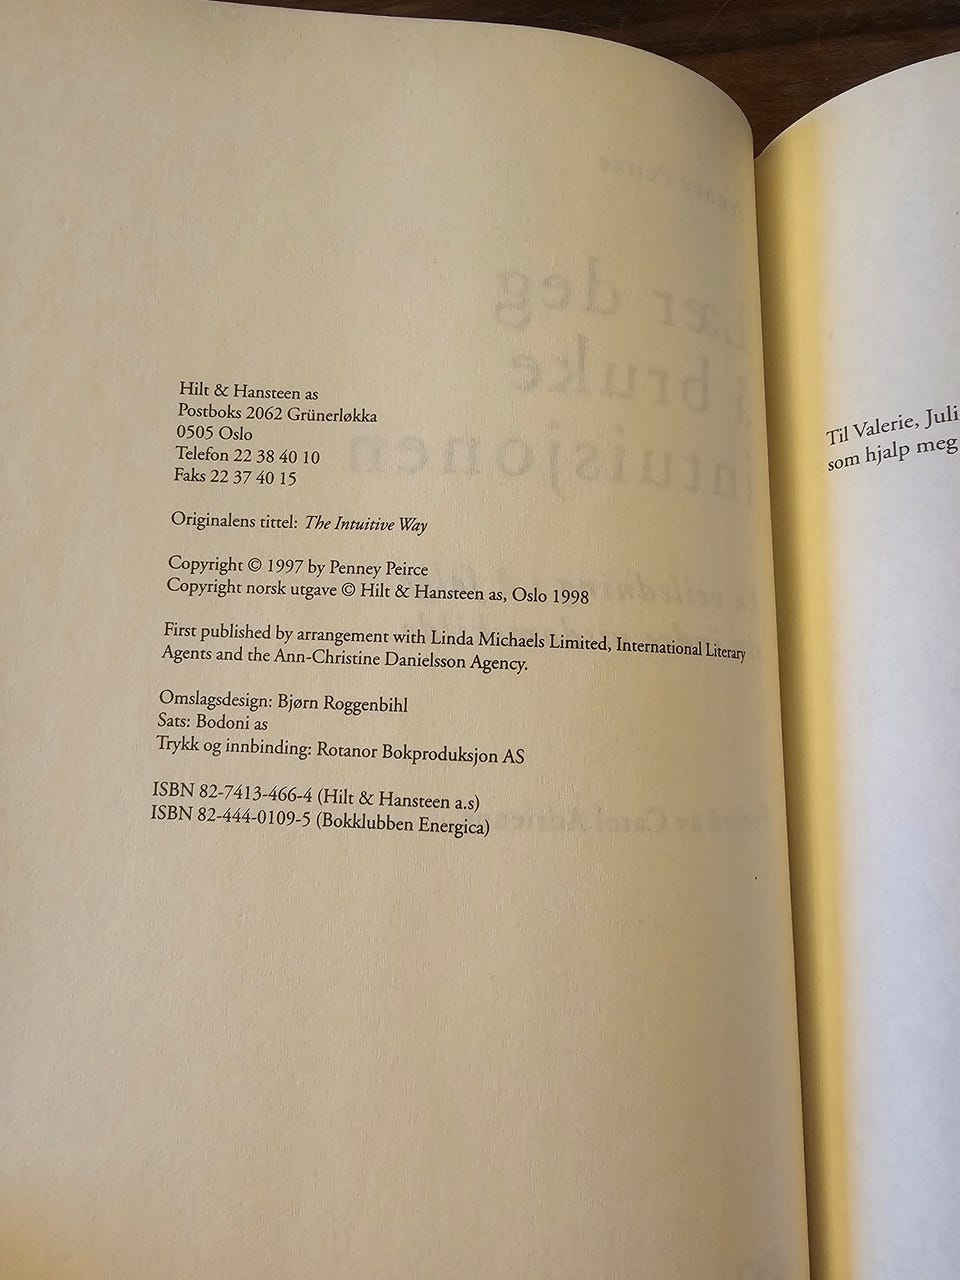 Hilt & Hansteen as
Postboks 2062 Grünerløkka
0505 Oslo
Telefon 22 38 40 10
Faks 22 37 40 15
Originalens tittel: The Intuitive Way
Copyright © 1997 by Penney Peirce
Copyright norsk utgave © Hilt & Hansteen as, Oslo 1998
First published by arrangement with Linda Michaels Limited, International Literary
Agents and the Ann-Christine Danielsson Agency.
Omslagsdesign: Bjørn Roggenbihl
Sats: Bodoni as
Trykk og innbinding: Rotanor Bokproduksjon AS
ISBN 82-7413-466-4 (Hilt & Hansteen a.s)
ISBN 82-444-0109-5 (Bokklubben Energica)
Til Valerie, Juli
som hjalp meg